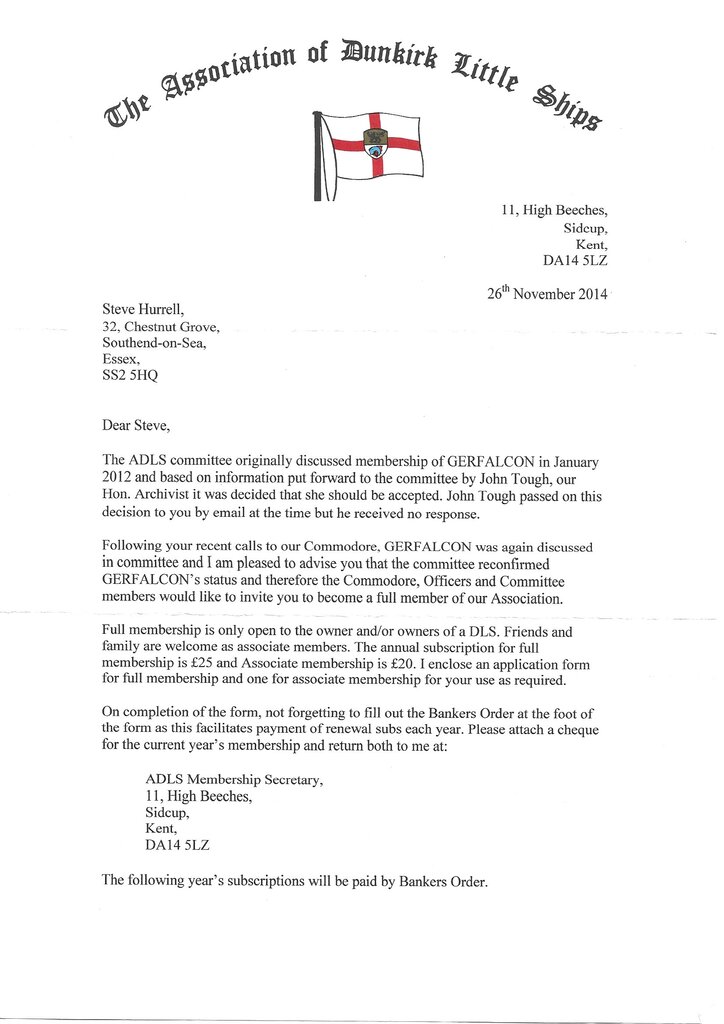 The Association of Dunkirk Little Ships
11, High Beeches,
Sidcup,
Kent,
DA14 5LZ
26th November 2014
Steve Hurrell,
32, Chestnut Grove,
Southend-on-Sea,
Essex,
SS2 5HQ
Dear Steve,
The ADLS committee originally discussed membership of GERFALCON in January
2012 and based on information put forward to the committee by John Tough, our
Hon. Archivist it was decided that she should be accepted. John Tough passed on this
decision to you by email at the time but he received no response.
Following your recent calls to our Commodore, GERFALCON was again discussed
in committee and I am pleased to advise you that the committee reconfirmed
GERFALCON's status and therefore the Commodore, Officers and Committee
members would like to invite you to become a full member of our Association.
Full membership is only open to the owner and/or owners of a DLS. Friends and
family are welcome as associate members. The annual subscription for full
membership is £25 and Associate membership is £20. I enclose an application form
for full membership and one for associate membership for your use as required.
On completion of the form, not forgetting to fill out the Bankers Order at the foot of
the form as this facilitates payment of renewal subs each year. Please attach a cheque
for the current year's membership and return both to me at:
ADLS Membership Secretary,
11, High Beeches,
Sidcup,
Kent,
DA14 5LZ
The following year's subscriptions will be paid by Bankers Order.